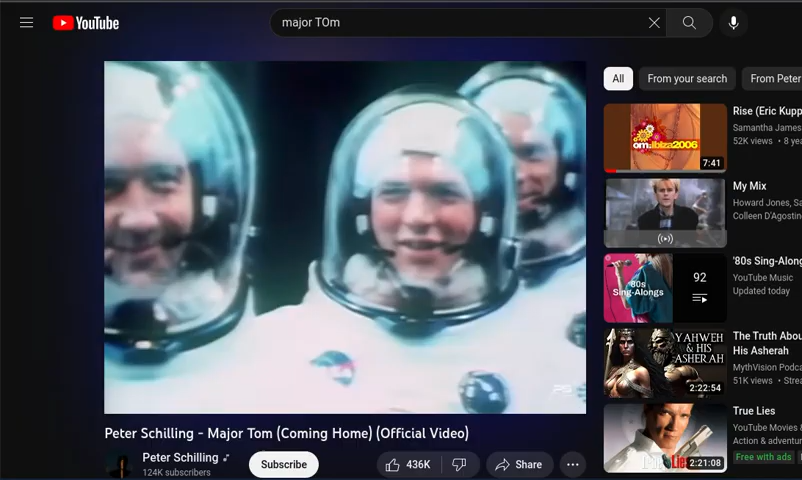 YouTube
major TOm
All
From your search
From Peter
Rise (Eric Kupp
Samantha James
52K views • 8 yea
om:ibiza2006
7:41
My Mix
Howard Jones, Sa
Colleen D'Agostin
'80s
Sing-Alongs
92
'80s Sing-Along
YouTube Music
Updated today
YAHWEH
& HIS
ASHERAH
2:22:54
The Truth Abou
His Asherah
MythVision Podca
51K views • Strea
2:21:08
True Lies
YouTube Movies &
Action & adventur
Free with ads
Peter Schilling - Major Tom (Coming Home) (Official Video)
Peter Schilling
124K subscribers
Subscribe
436K
Share